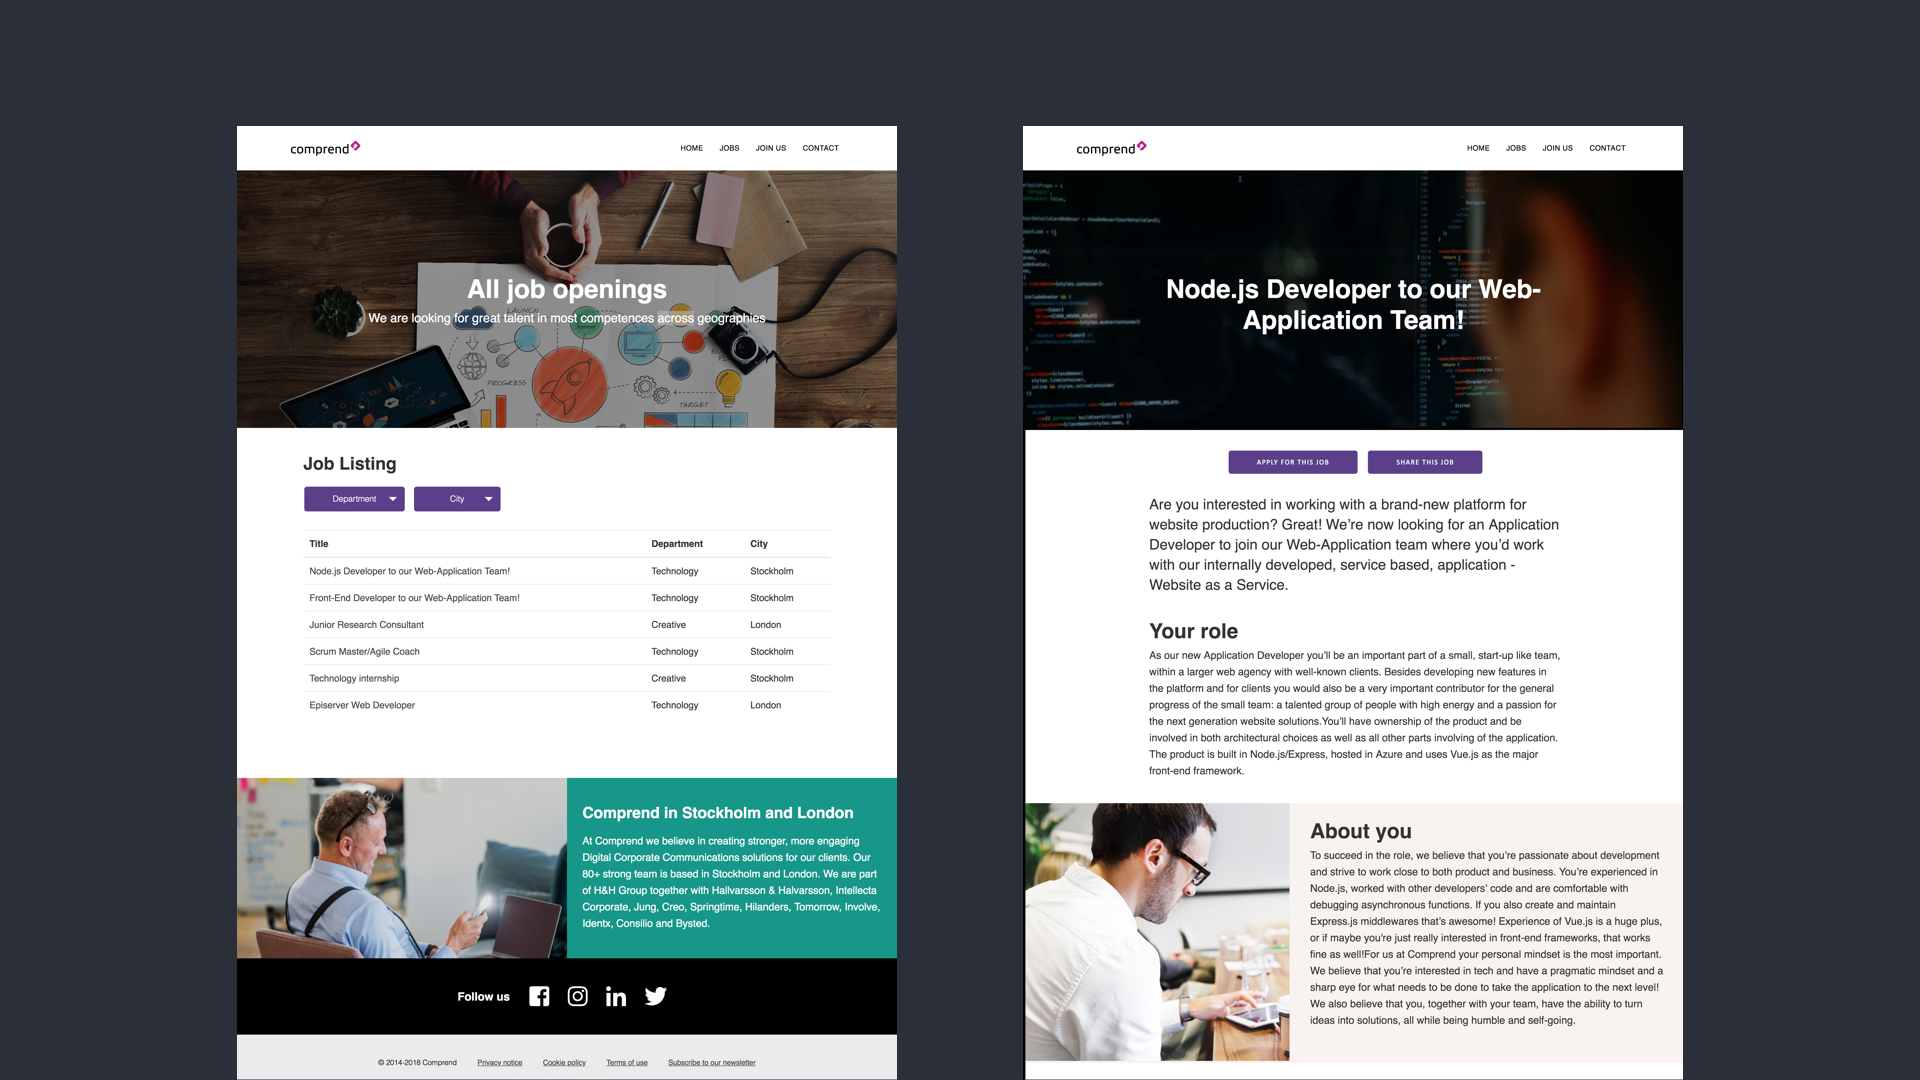 comprend
HOME JOBS JOIN US CONTACT
All job openings
We are looking for great talent in most competences across geographies
LAUNCH
PROGRESS
TARGET
Job Listing
Department City
Title Department City
Node.js Developer to our Web-Application Team! Technology Stockholm
Front-End Developer to our Web-Application Team! Technology Stockholm
Junior Research Consultant Creative London
Scrum Master/Agile Coach Technology Stockholm
Technology internship Creative Stockholm
Episerver Web Developer Technology London
Comprend in Stockholm and London
At Comprend we believe in creating stronger, more engaging
Digital Corporate Communications solutions for our clients. Our
80+ strong team is based in Stockholm and London. We are part
of H&H Group together with Hallvarsson & Halvarsson, Intellecta
Corporate, Jung, Creo, Springtime, Hilanders, Tomorrow, Involve,
Identx, Consilio and Bysted.
Follow us
© 2014-2018 Comprend Privacy notice Cookie policy Terms of use Subscribe to our newsletter
comprend
HOME JOBS JOIN US CONTACT
Node.js Developer to our Web-
Application Team!
APPLY FOR THIS JOB SHARE THIS JOB
Are you interested in working with a brand-new platform for
website production? Great! We’re now looking for an Application
Developer to join our Web-Application team where you’d work
with our internally developed, service based, application -
Website as a Service.
Your role
As our new Application Developer you’ll be an important part of a small, start-up like team,
within a larger web agency with well-known clients. Besides developing new features in
the platform and for clients you would also be a very important contributor for the general
progress of the small team: a talented group of people with high energy and a passion for
the next generation website solutions.You’ll have ownership of the product and be
involved in both architectural choices as well as all other parts involving of the application.
The product is built in Node.js/Express, hosted in Azure and uses Vue.js as the major
front-end framework.
About you
To succeed in the role, we believe that you’re passionate about development
and strive to work close to both product and business. You’re experienced in
Node.js, worked with other developers’ code and are comfortable with
debugging asynchronous functions. If you also create and maintain
Express.js middlewares that’s awesome! Experience of Vue.js is a huge plus,
or if maybe you’re just really interested in front-end frameworks, that works
fine as well!For us at Comprend your personal mindset is the most important.
We believe that you’re interested in tech and have a pragmatic mindset and a
sharp eye for what needs to be done to take the application to the next level!
We also believe that you, together with your team, have the ability to turn
ideas into solutions, all while being humble and self-going.